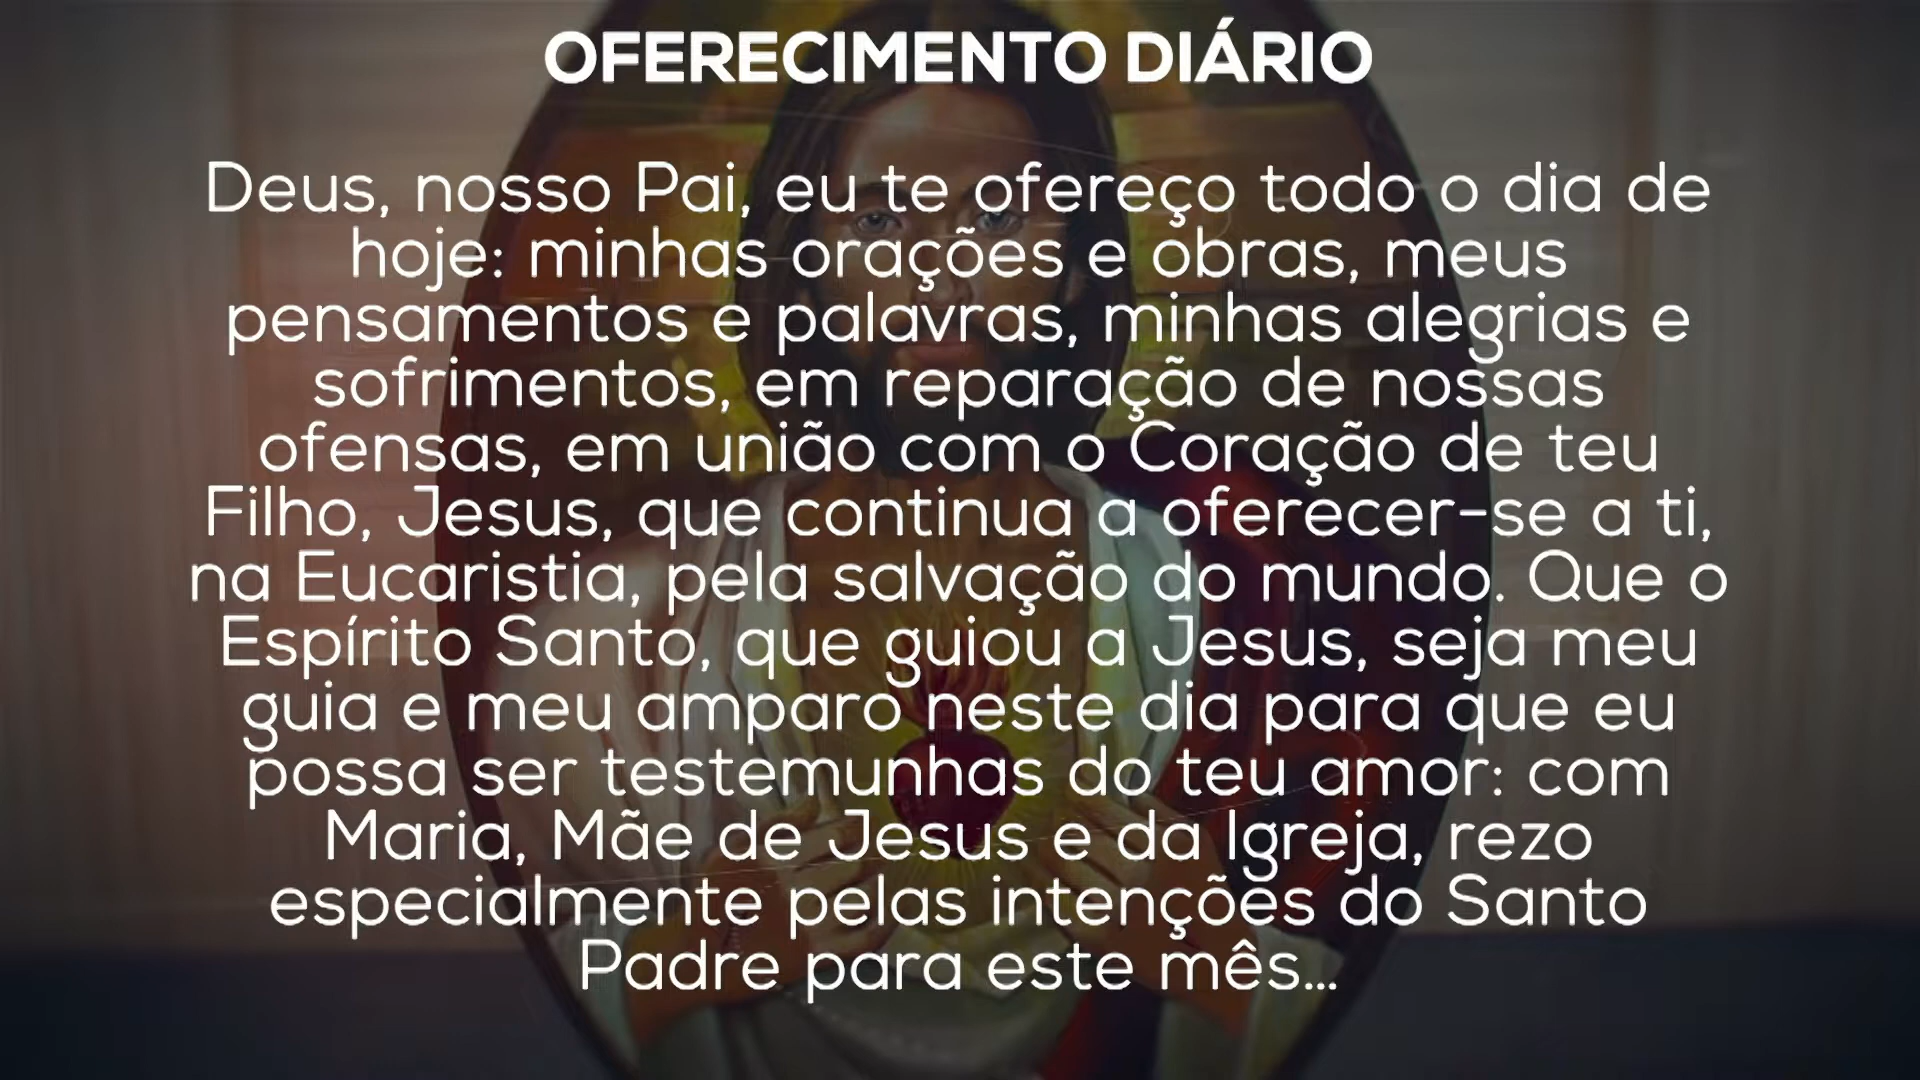 OFERECIMENTO DIÁRIO
Deus, nosso Pai, eu te ofereço todo o dia de
hoje: minhas orações e obras, meus
pensamentos e palavras, minhas alegrias e
sofrimentos, em reparação de nossas
ofensas, em união com o Coração de teu
Filho, Jesus, que continua a oferecer-se a ti,
na Eucaristia, pela salvação do mundo. Que o
Espírito Santo, que guiou a Jesus, seja meu
guia e meu amparo neste dia para que eu
possa ser testemunhas do teu amor: com
Maria, Mãe de Jesus e da Igreja, rezo
especialmente pelas intenções do Santo
Padre para este mês...